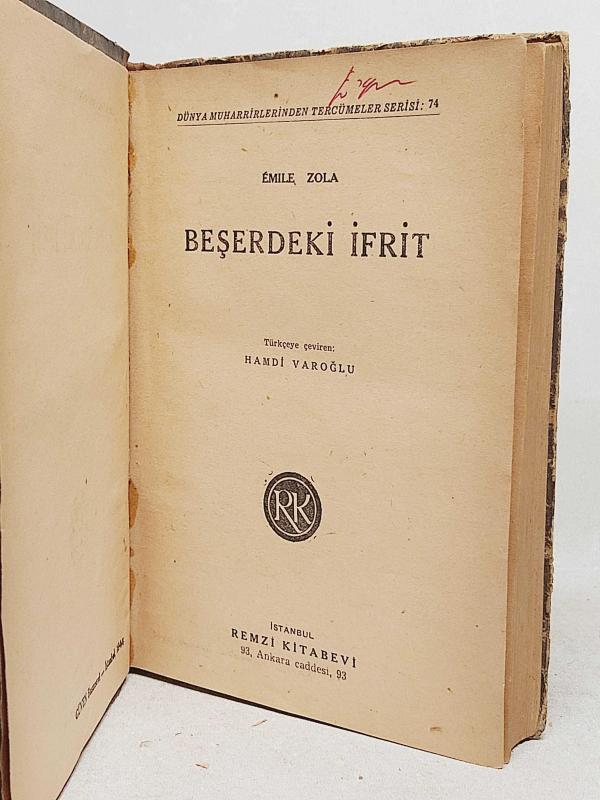 DÜNYA MUHARRİRLERİNDEN TERCÜMELER SERİSİ: 74
ÉMILE ZOLA
BEŞERDEKİ İFRİT
Türkçeye çeviren:
HAMDİ VAROĞLU
RK
İSTANBUL
REMZİ KİTABEVİ
93, Ankara caddesi, 93